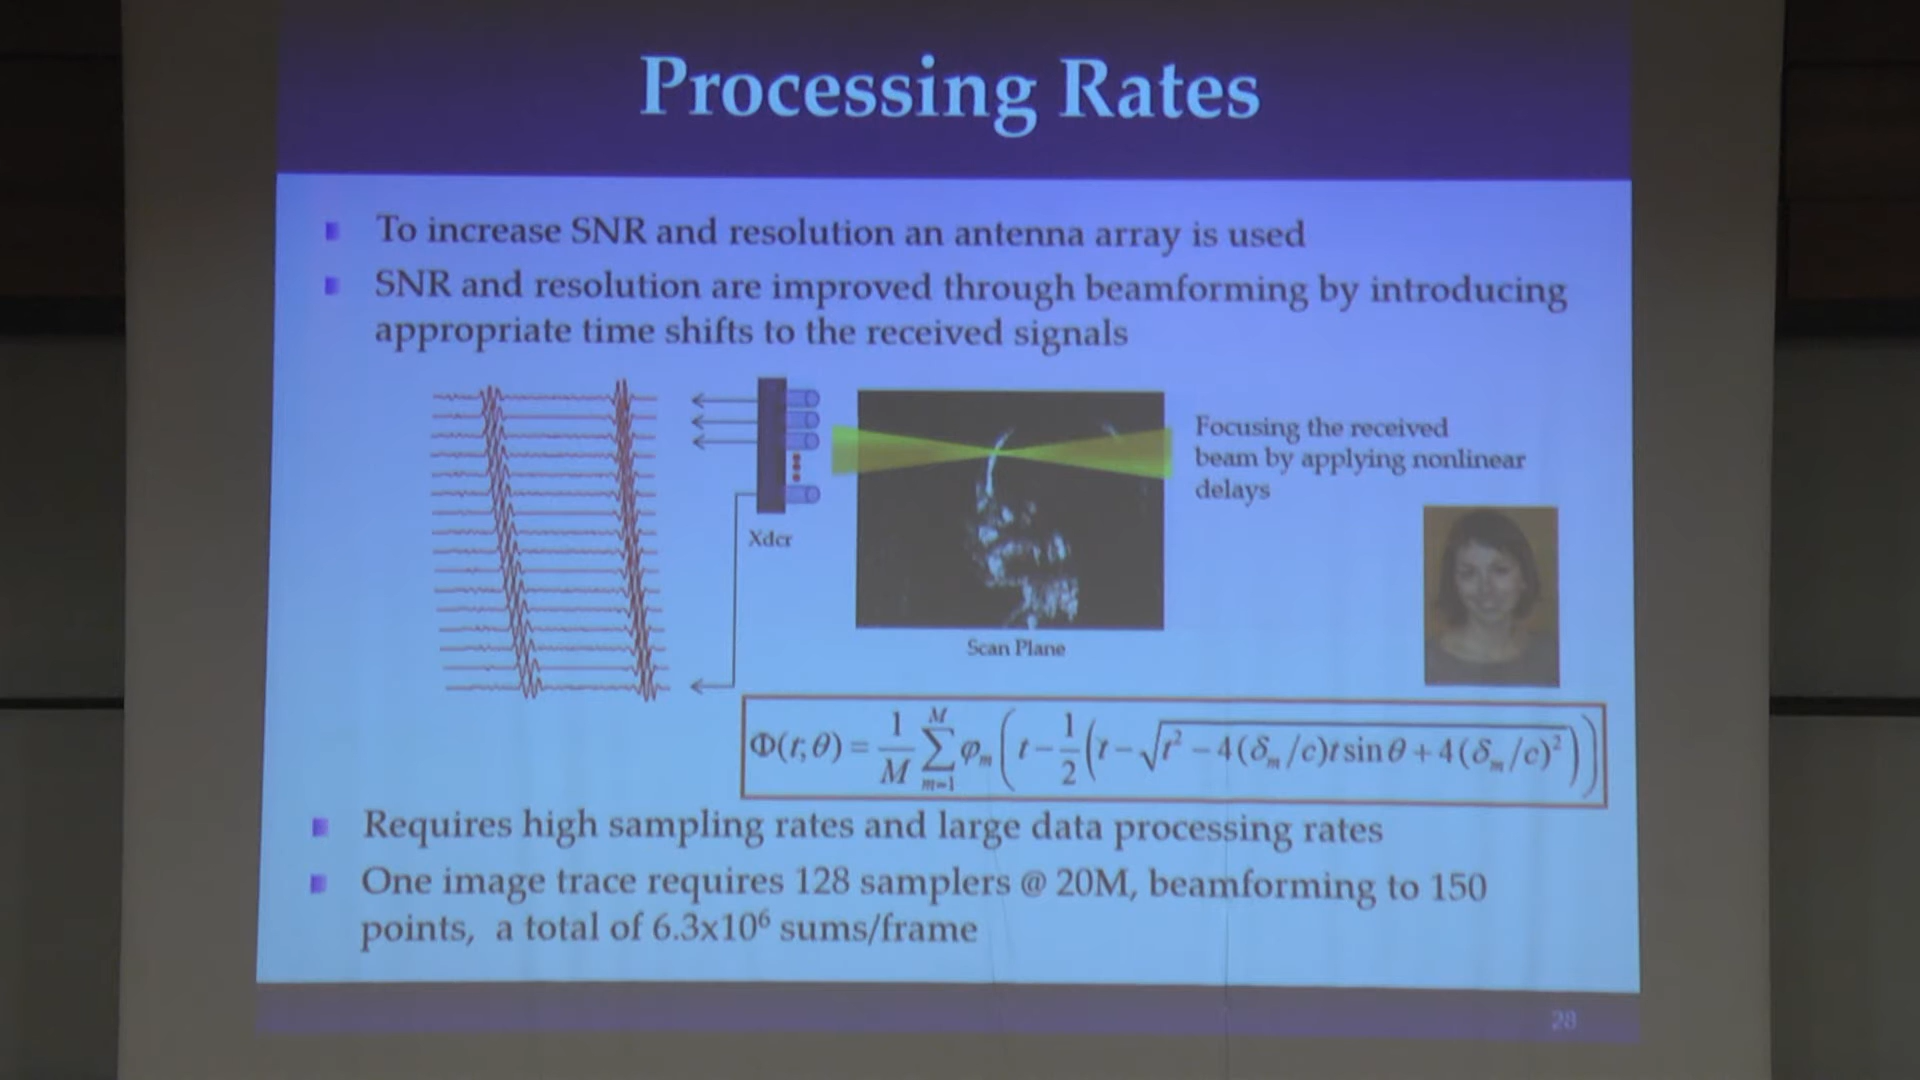 Processing Rates
To increase SNR and resolution an antenna array is used
SNR and resolution are improved through beamforming by introducing
appropriate time shifts to the received signals
Focusing the received
beam by applying nonlinear
delays
Xdcr
Scan Plane
Φ(t;θ) = 1/M ∑_{m=1}^{M} φ_m ( t − 1/2 ( t − √(t² − 4(δ_m/c)t sin θ + 4(δ_m/c)²) ) )
Requires high sampling rates and large data processing rates
One image trace requires 128 samplers @ 20M, beamforming to 150
points, a total of 6.3x10⁶ sums/frame
28